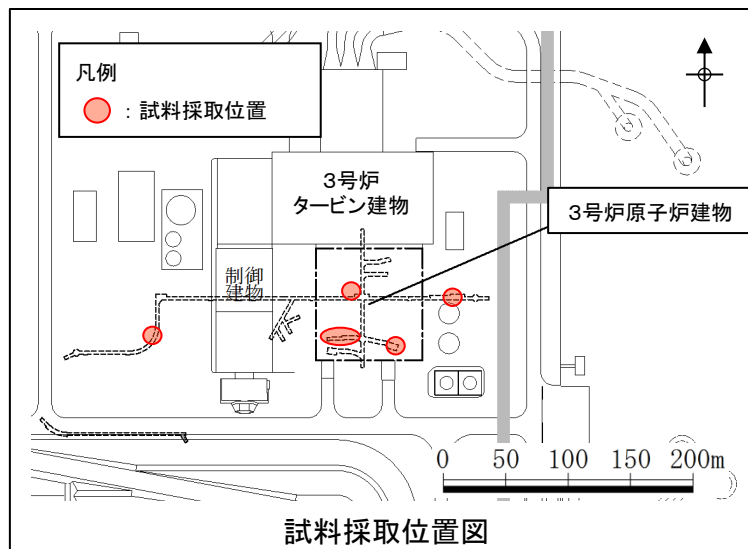 凡例
:試料採取位置
3号炉
タービン建物
3号炉原子炉建物
制御
建物
0 50 100 150 200m
試料採取位置図